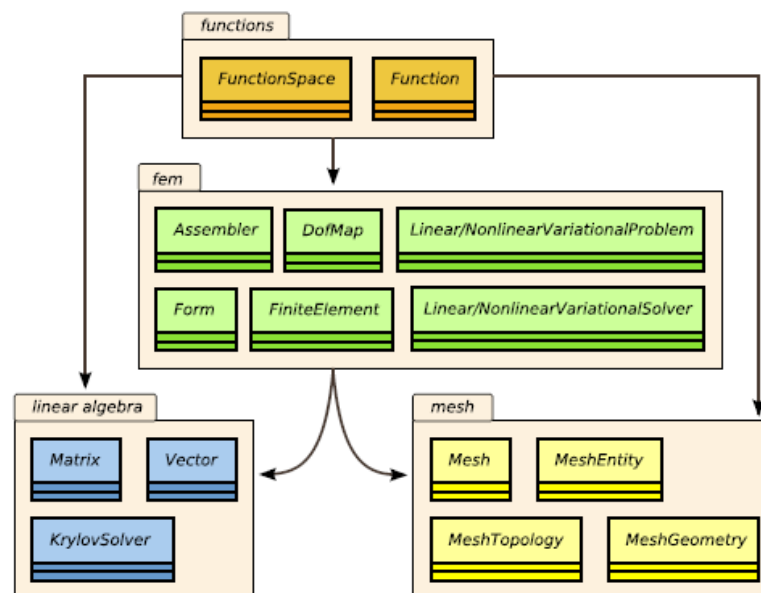 functions
FunctionSpace
Function
fem
Assembler
DofMap
Linear/NonlinearVariationalProblem
Form
FiniteElement
Linear/NonlinearVariationalSolver
linear algebra
Matrix
Vector
KrylovSolver
mesh
Mesh
MeshEntity
MeshTopology
MeshGeometry